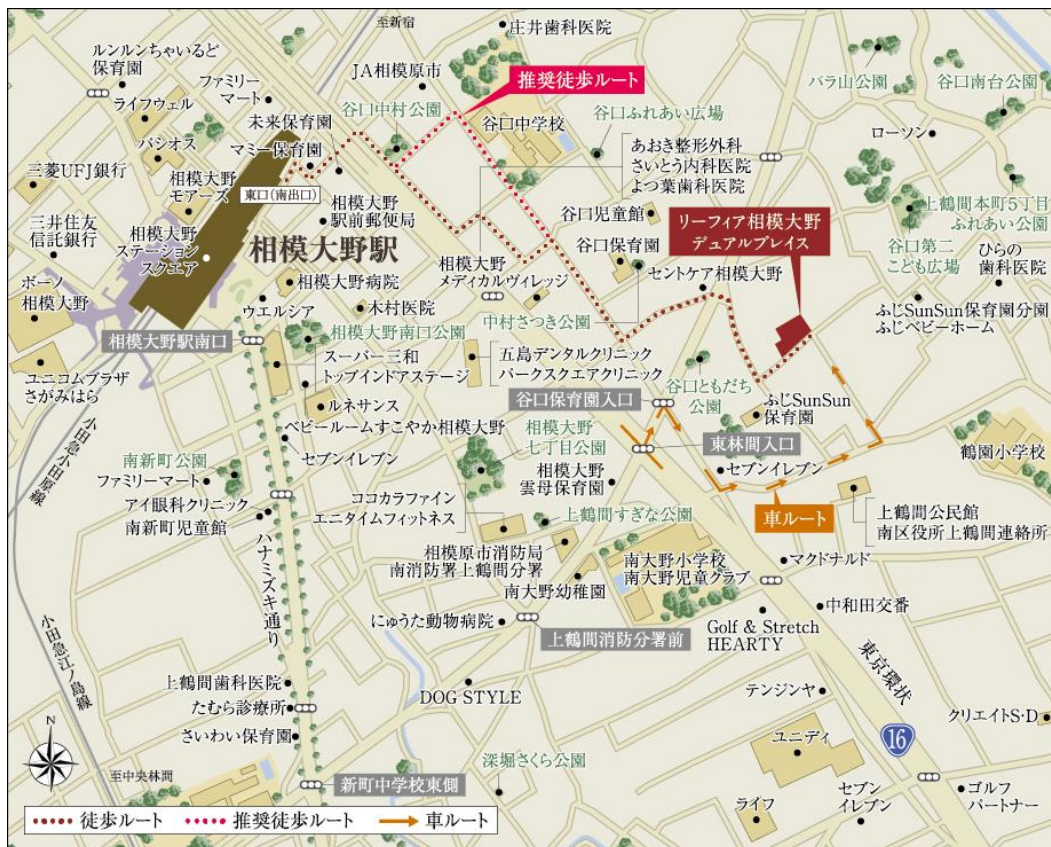 至新宿
庄井歯科医院
ルンルンちゃいるど
保育園
ファミリー
マート
JA相模原市
推奨徒歩ルート
バラ山公園
谷口南台公園
ライフウェル
谷口中村公園
谷口中学校
谷口ふれあい広場
ローソン
未来保育園
パシオス
マミー保育園
あおき整形外科
さいとう内科医院
よつ葉歯科医院
三菱UFJ銀行
相模大野
モアーズ
東口(南出口)
相模大野
駅前郵便局
谷口児童館
リーフィア相模大野
デュアルプレイス
上鶴間本町5丁目
ふれあい公園
三井住友
信託銀行
相模大野
ステーション
スクエア
相模大野駅
谷口保育園
谷口第二
こども広場
ひらの
歯科医院
ボーノ
相模大野
相模大野病院
相模大野
メディカルヴィレッジ
セントケア相模大野
ウエルシア
木村医院
中村さつき公園
ふじSunSun保育園分園
ふじベビーホーム
相模大野駅南口
相模大野南口公園
スーパー三和
トップインドアステージ
五島デンタルクリニック
パークスクエアクリニック
ユニコムプラザ
さがみはら
谷口保育園入口
谷口ともだち
公園
ルネサンス
ふじSunSun
保育園
小田急小田原線
ベビールームすこやか相模大野
相模大野
七丁目公園
東林間入口
南新町公園
セブンイレブン
セブンイレブン
鶴園小学校
ファミリーマート
相模大野
雲母保育園
アイ眼科クリニック
南新町児童館
ココカラファイン
エニタイムフィットネス
上鶴間すぎな公園
車ルート
上鶴間公民館
南区役所上鶴間連絡所
ハナミズキ通り
相模原市消防局
南消防署上鶴間分署
南大野小学校
南大野児童クラブ
マクドナルド
南大野幼稚園
にゅうた動物病院
上鶴間消防分署前
中和田交番
Golf & Stretch
HEARTY
小田急江ノ島線
東京環状
上鶴間歯科医院
DOG STYLE
テンジンヤ
たむら診療所
クリエイトS・D
さいわい保育園
16
ユニディ
N
深堀さくら公園
至中央林間
新町中学校東側
ライフ
セブン
イレブン
ゴルフ
パートナー
徒歩ルート
推奨徒歩ルート
車ルート